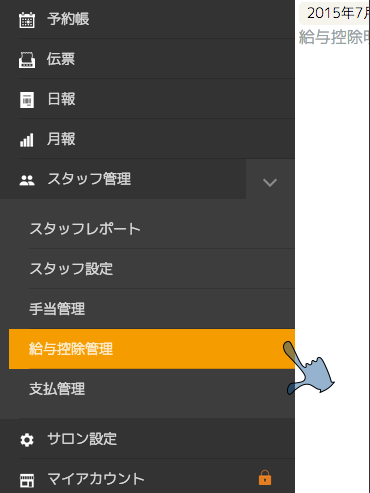 予約帳
2015年7月
給与控除明
伝票
日報
月報
スタッフ管理
スタッフレポート
スタッフ設定
手当管理
給与控除管理
支払管理
サロン設定
マイアカウント